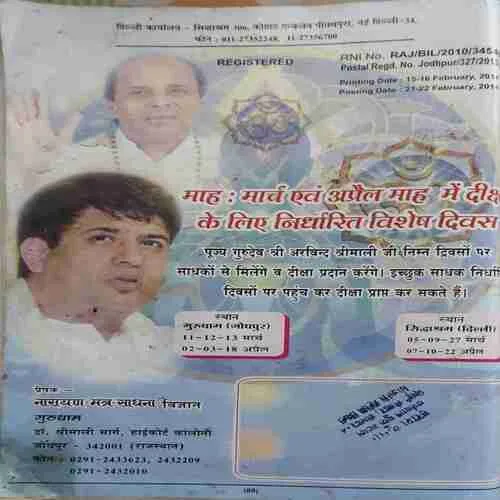 दिल्ली कार्यालय – सिद्धाश्रम 306, कोहाट एन्क्लेव पीतमपुरा, नई दिल्ली-34,
फोन : 011-27352248, 11-27356700
REGISTERED
RNI No. RAJ/BIL/2010/3454
Postal Regd. No. Jodhpur/327/201
Printing Date : 15-16 February, 201
Posting Date : 21-22 February, 201
माह : मार्च एवं अप्रैल माह में दीक्ष
के लिए निर्धारित विशेष दिवस
पूज्य गुरुदेव श्री अरविन्द श्रीमाली जी निम्न दिवसों पर
साधकों से मिलेंगे व दीक्षा प्रदान करेंगे। इच्छुक साधक निर्धारि
दिवसों पर पहुंच कर दीक्षा प्राप्त कर सकते हैं।
स्थान
गुरुधाम (जोधपुर)
11-12-13 मार्च
02-03-18 अप्रैल
स्थान
सिद्धाश्रम (दिल्ली)
05-09-27 मार्च
07-10-22 अप्रैल
प्रेषक –
नारायण मंत्र साधना विज्ञान
गुरुधाम
डॉ. श्रीमाली मार्ग, हाईकोर्ट कॉलोनी
जोधपुर - 342001 (राजस्थान)
फोन : 0291-2433623, 2432209
0291-2432010